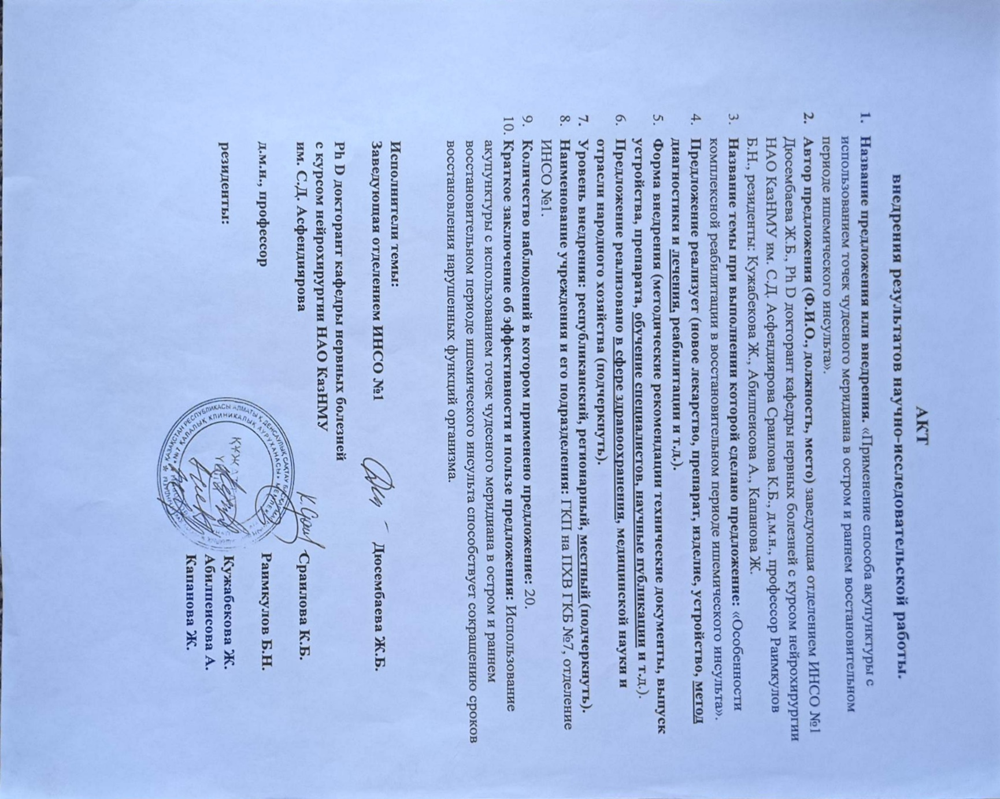 АКТ
внедрения результатов научно-исследовательской работы.
1. Название предложения или внедрения. «Применение способа акупунктуры с
использованием точек чудесного меридиана в остром и раннем восстановительном
периоде ишемического инсульта».
2. Автор предложения (Ф.И.О., должность, место) заведующая отделением ИНСО №1
Дюсембаева Ж.Б., Ph D докторант кафедры нервных болезней с курсом нейрохирургии
НАО КазНМУ им. С.Д. Асфендиярова Сраилова К.Б., д.м.н., профессор Раимкулов
Б.Н., резиденты: Кужабекова Ж., Абилпеисова А., Капанова Ж.
3. Название темы при выполнении которой сделано предложение: «Особенности
комплексной реабилитации в восстановительном периоде ишемического инсульта».
4. Предложение реализует (новое лекарство, препарат, изделие, устройство, метод
диагностики и лечения, реабилитации и т.д.).
5. Форма внедрения (методические рекомендации технические документы, выпуск
устройства, препарата, обучение специалистов, научные публикации и т.д.).
6. Предложение реализовано в сфере здравоохранения, медицинской науки и
отрасли народного хозяйства (подчеркнуть).
7. Уровень внедрения: республиканский, регионарный, местный (подчеркнуть).
8. Наименование учреждения и его подразделения: ГКП на ПХВ ГКБ №7, отделение
ИНСО №1.
9. Количество наблюдений в котором применено предложение: 20.
10. Краткое заключение об эффективности и пользе предложения: Использование
акупунктуры с использованием точек чудесного меридиана в остром и раннем
восстановительном периоде ишемического инсульта способствует сокращению сроков
восстановления нарушенных функций организма.
Исполнители темы:
Заведующая отделением ИНСО №1 Дюсембаева Ж.Б.
Ph D докторант кафедры нервных болезней
с курсом нейрохирургии НАО КазНМУ
им. С.Д. Асфендиярова Сраилова К.Б.
д.м.н., профессор Раимкулов Б.Н.
резиденты: Кужабекова Ж.
Абилпеисова А.
Капанова Ж.
ҚАЗАҚСТАН РЕСПУБЛИКАСЫ АЛМАТЫ Қ. ДЕНСАУЛЫҚ САҚТАУ
№7 ҚАЛАЛЫҚ КЛИНИКАЛЫҚ АУРУХАНАСЫ